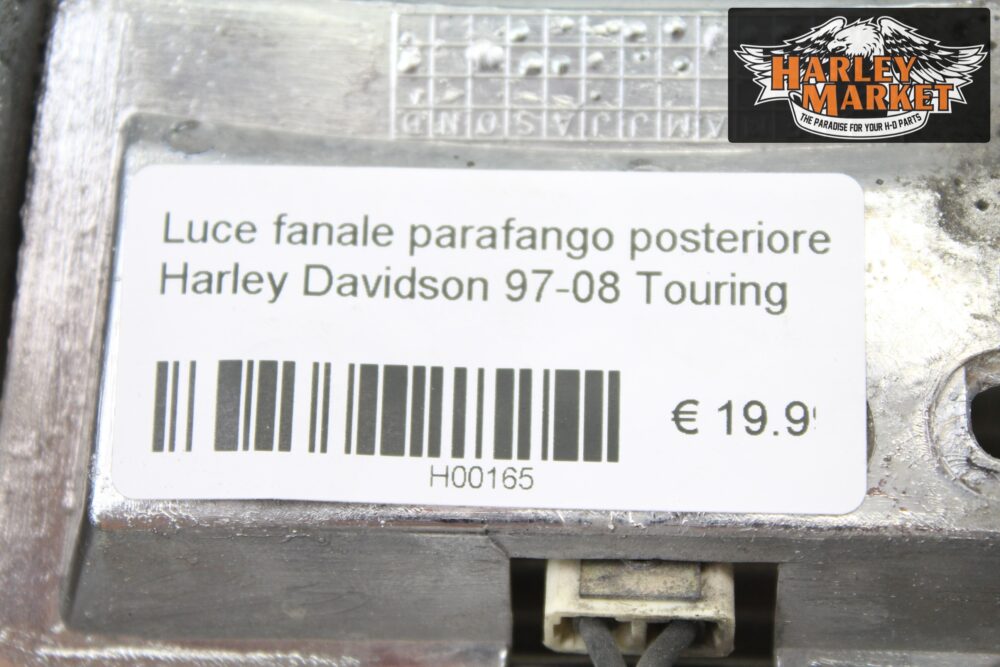 HARLEY
MARKET
THE PARADISE FOR YOUR H-D PARTS
A M J J A S O N D
Luce fanale parafango posteriore
Harley Davidson 97-08 Touring
€ 19.9
H00165